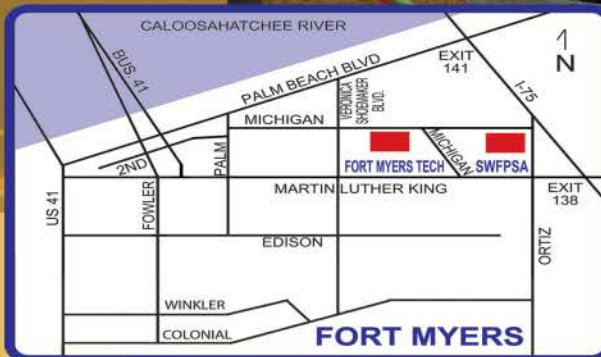 CALOOSAHATCHEE RIVER
BUS. 41
PALM BEACH BLVD
EXIT
141
I-75
1
N
VERONICA
SHOEMAKER
BLVD.
MICHIGAN
2ND
PALM
FORT MYERS TECH
MICHIGAN
SWFPSA
US 41
FOWLER
MARTIN LUTHER KING
EXIT
138
EDISON
ORTIZ
WINKLER
COLONIAL
FORT MYERS